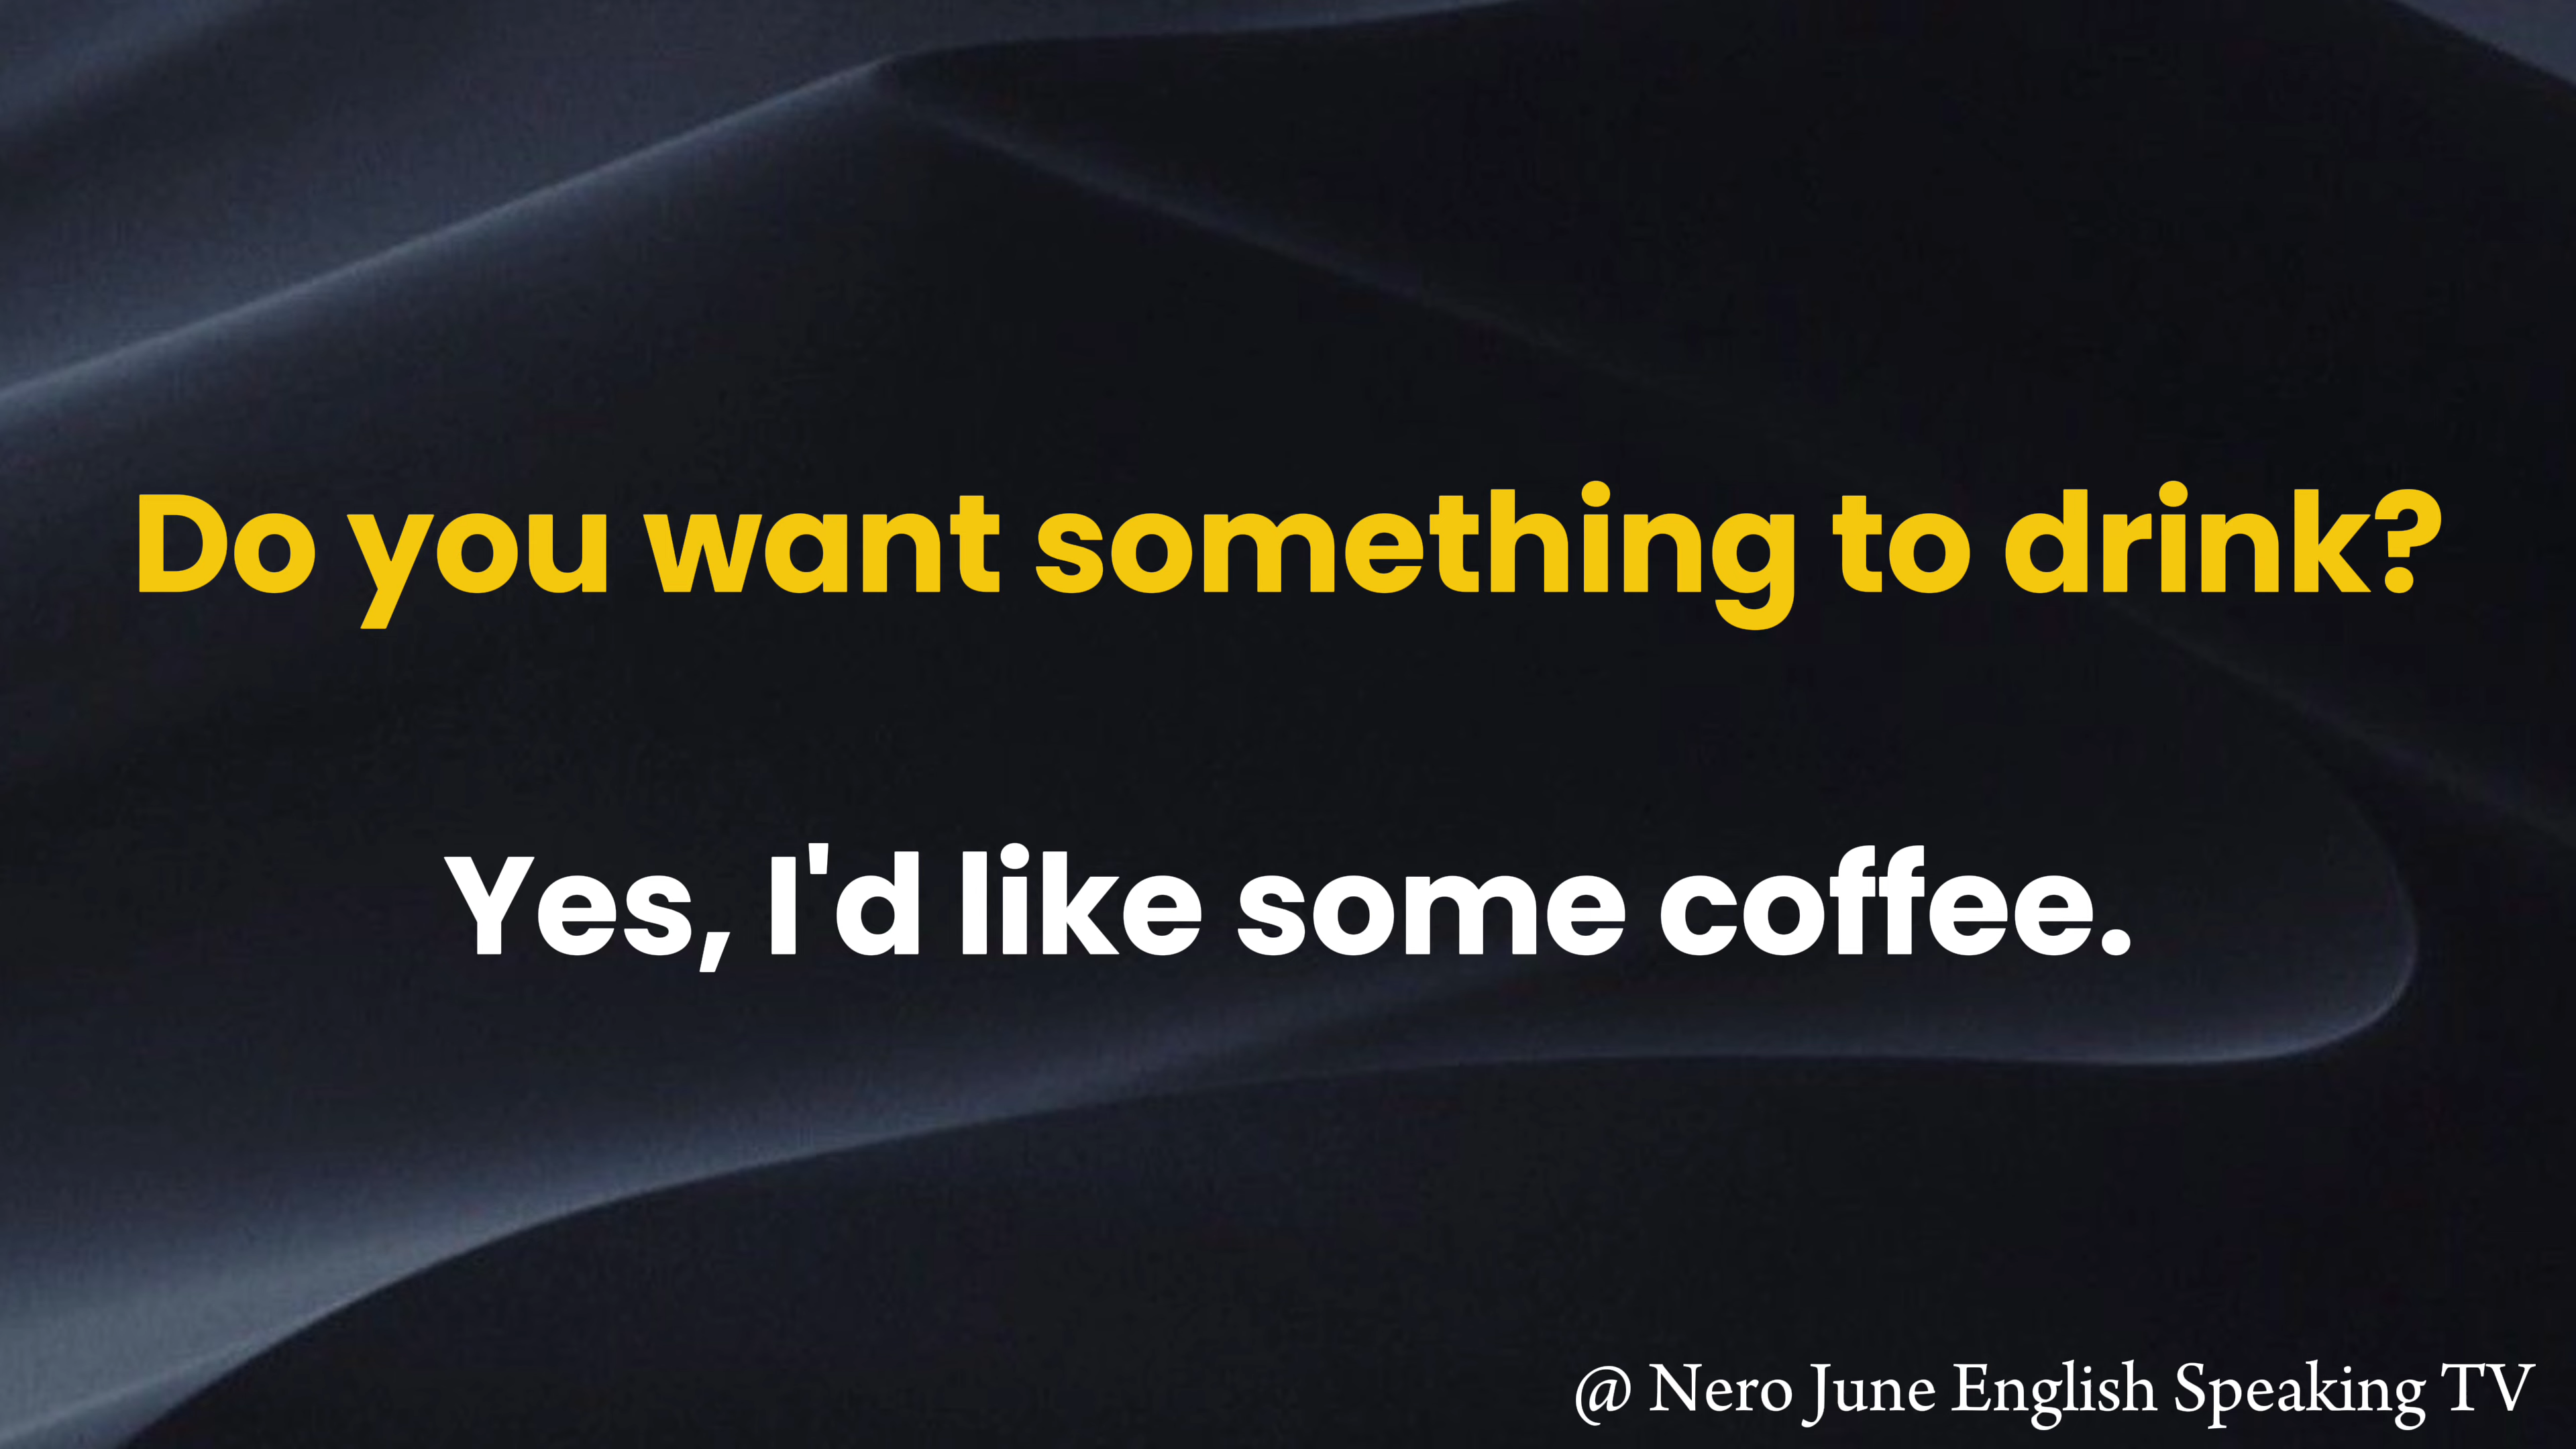 Do you want something to drink?
Yes, I'd like some coffee.
@ Nero June English Speaking TV